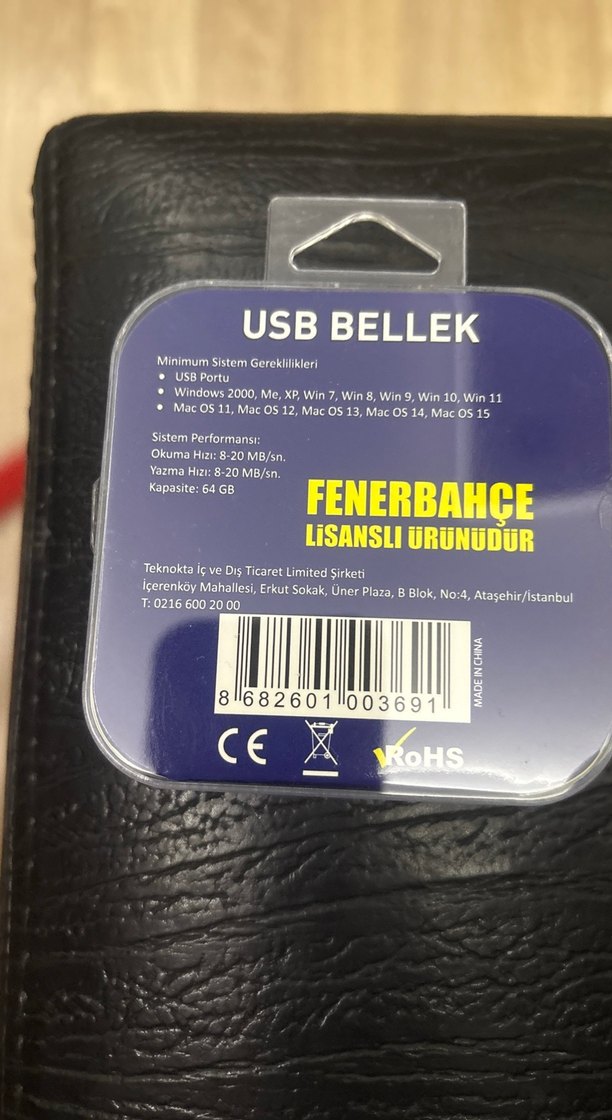 USB BELLEK
Minimum Sistem Gereklilikleri
• USB Portu
• Windows 2000, Me, XP, Win 7, Win 8, Win 9, Win 10, Win 11
• Mac OS 11, Mac OS 12, Mac OS 13, Mac OS 14, Mac OS 15
Sistem Performansı:
Okuma Hızı: 8-20 MB/sn.
Yazma Hızı: 8-20 MB/sn.
Kapasite: 64 GB
FENERBAHÇE
LİSANSLI ÜRÜNÜDÜR
Teknokta İç ve Dış Ticaret Limited Şirketi
İçerenköy Mahallesi, Erkut Sokak, Üner Plaza, B Blok, No:4, Ataşehir/İstanbul
T: 0216 600 20 00
8 682601 003691
MADE IN CHINA
CE
RoHS